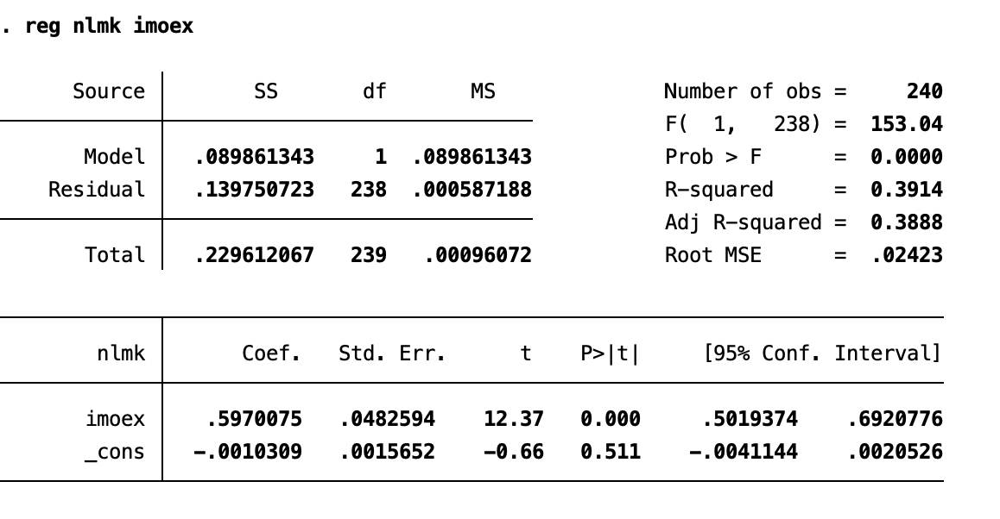 . reg nlmk imoex
Source SS df MS Number of obs = 240
F( 1, 238) = 153.04
Model .089861343 1 .089861343 Prob > F = 0.0000
Residual .139750723 238 .000587188 R-squared = 0.3914
Adj R-squared = 0.3888
Total .229612067 239 .00096072 Root MSE = .02423
nlmk Coef. Std. Err. t P>|t| [95% Conf. Interval]
imoex .5970075 .0482594 12.37 0.000 .5019374 .6920776
_cons -.0010309 .0015652 -0.66 0.511 -.0041144 .0020526